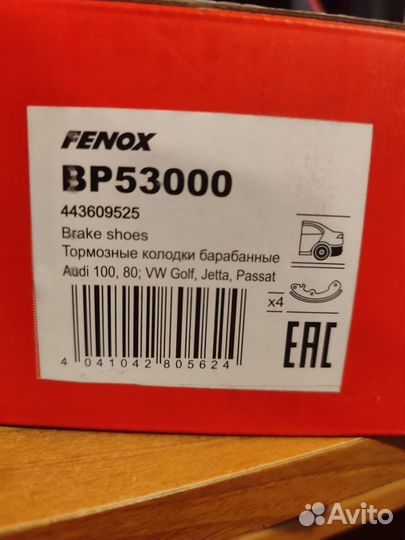 FENOX
BP53000
443609525
Brake shoes
Тормозные колодки барабанные
Audi 100, 80; VW Golf, Jetta, Passat
x4
EAC
4 041042 805624
Avito